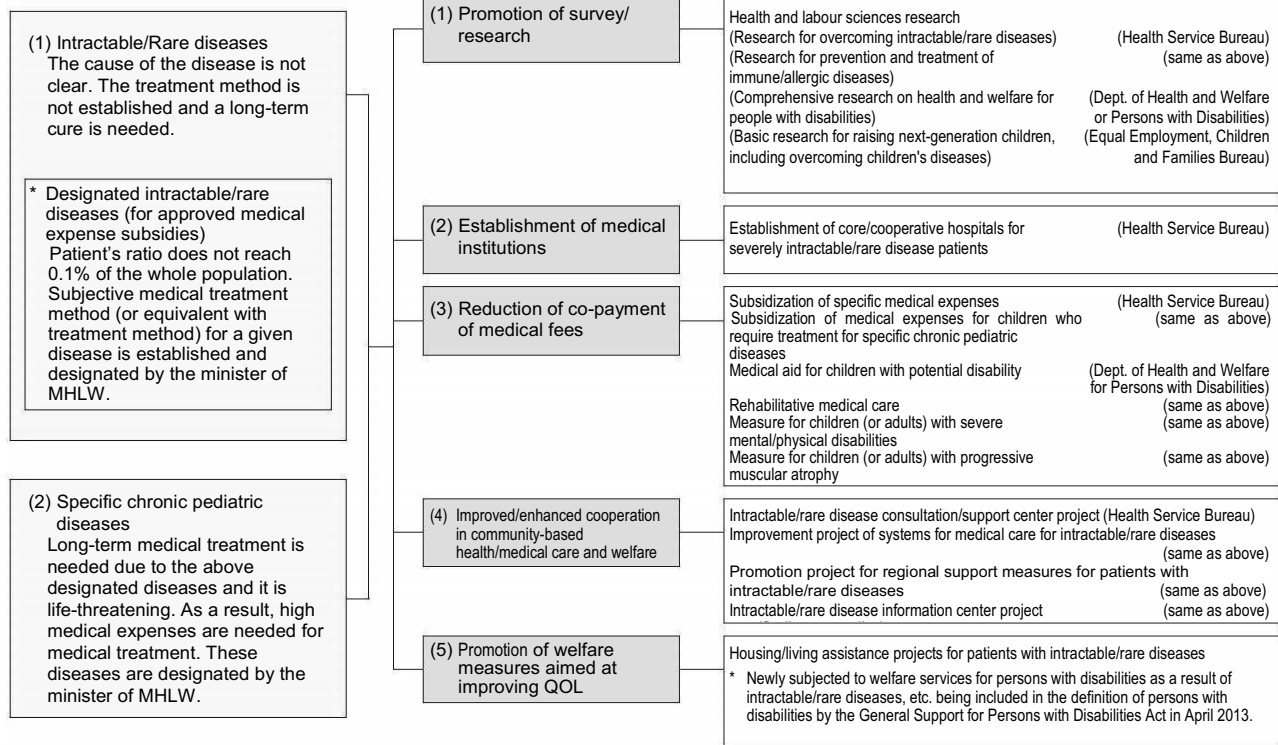 (1) Intractable/Rare diseases
The cause of the disease is not
clear. The treatment method is
not established and a long-term
cure is needed.
* Designated intractable/rare
diseases (for approved medical
expense subsidies)
Patient's ratio does not reach
0.1% of the whole population.
Subjective medical treatment
method (or equivalent with
treatment method) for a given
disease is established and
designated by the minister of
MHLW.
(2) Specific chronic pediatric
diseases
Long-term medical treatment is
needed due to the above
designated diseases and it is
life-threatening. As a result, high
medical expenses are needed for
medical treatment. These
diseases are designated by the
minister of MHLW.
(1) Promotion of survey/
research
Health and labour sciences research
(Research for overcoming intractable/rare diseases) (Health Service Bureau)
(Research for prevention and treatment of (same as above)
immune/allergic diseases)
(Comprehensive research on health and welfare for (Dept. of Health and Welfare
people with disabilities) or Persons with Disabilities)
(Basic research for raising next-generation children, (Equal Employment, Children
including overcoming children's diseases) and Families Bureau)
(2) Establishment of medical
institutions
Establishment of core/cooperative hospitals for (Health Service Bureau)
severely intractable/rare disease patients
(3) Reduction of co-payment
of medical fees
Subsidization of specific medical expenses (Health Service Bureau)
Subsidization of medical expenses for children who (same as above)
require treatment for specific chronic pediatric
diseases
Medical aid for children with potential disability (Dept. of Health and Welfare
for Persons with Disabilities)
Rehabilitative medical care (same as above)
Measure for children (or adults) with severe (same as above)
mental/physical disabilities
Measure for children (or adults) with progressive (same as above)
muscular atrophy
(4) Improved/enhanced cooperation
in community-based
health/medical care and welfare
Intractable/rare disease consultation/support center project (Health Service Bureau)
Improvement project of systems for medical care for intractable/rare diseases
(same as above)
Promotion project for regional support measures for patients with
intractable/rare diseases (same as above)
Intractable/rare disease information center project (same as above)
(5) Promotion of welfare
measures aimed at
improving QOL
Housing/living assistance projects for patients with intractable/rare diseases
* Newly subjected to welfare services for persons with disabilities as a result of
intractable/rare diseases, etc. being included in the definition of persons with
disabilities by the General Support for Persons with Disabilities Act in April 2013.